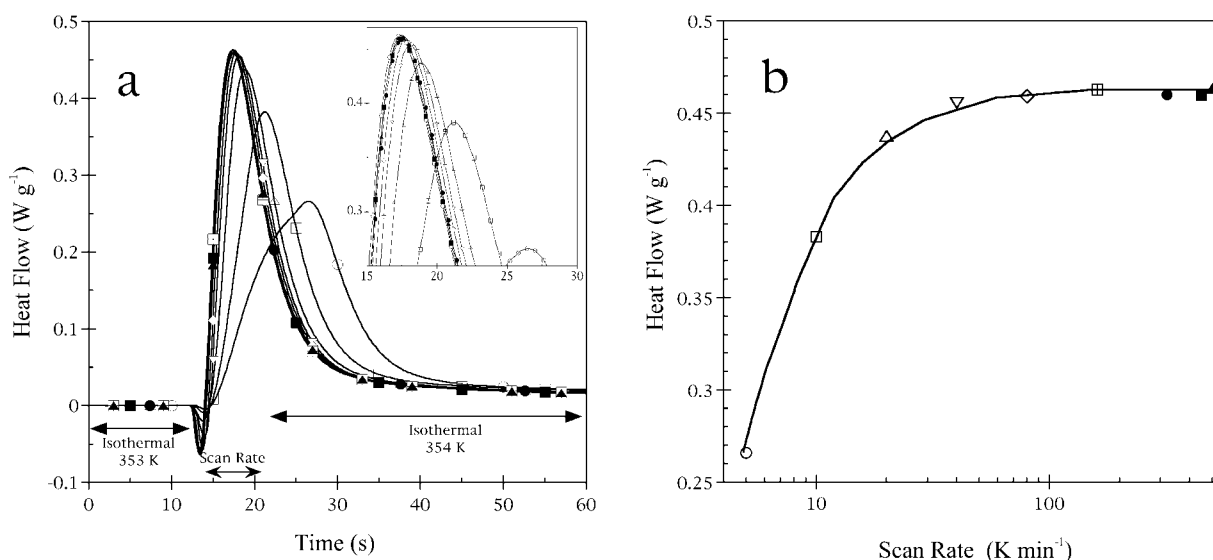 a
0.5
0.4
0.3
0.2
0.1
0
-0.1
Heat Flow (W g-1)
0 10 20 30 40 50 60
Time (s)
Isothermal
353 K
Scan Rate
Isothermal
354 K
0.4
0.3
15 20 25 30
b
0.5
0.45
0.4
0.35
0.3
0.25
Heat Flow (W g-1)
10 100
Scan Rate (K min-1)